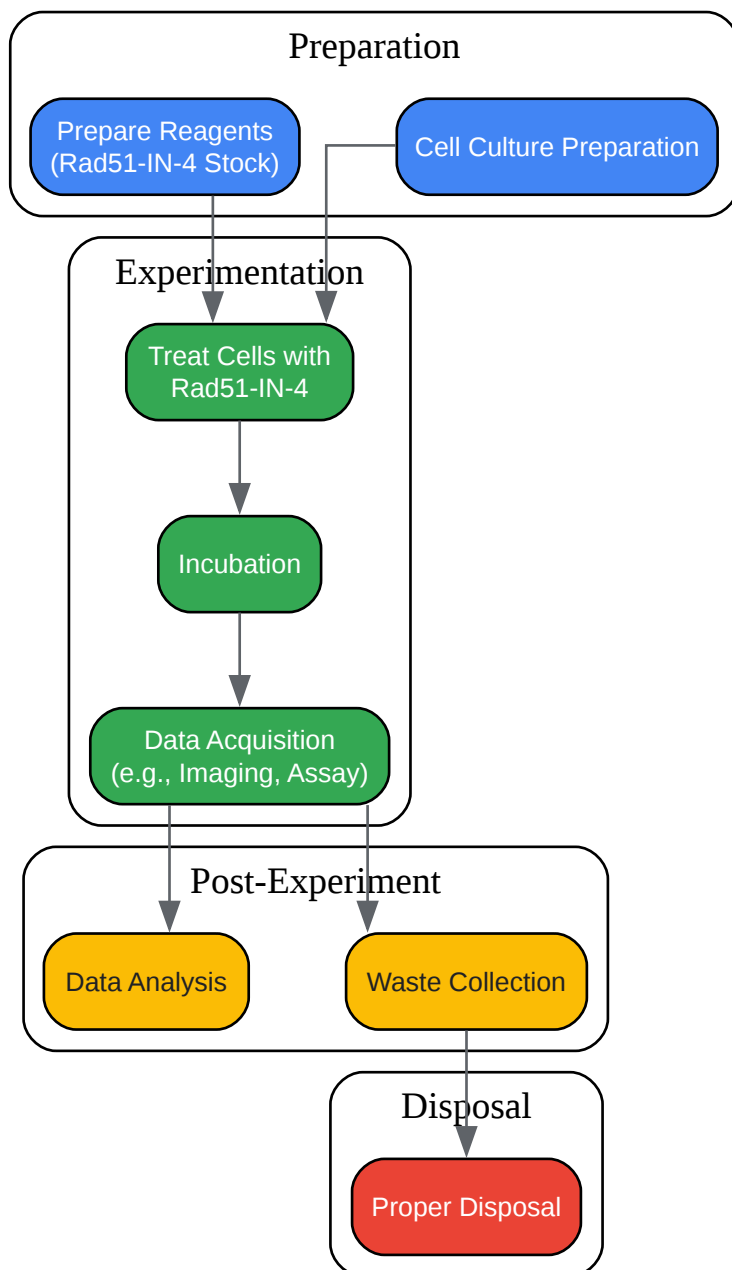 Preparation
Prepare Reagents
(Rad51-IN-4 Stock)
Cell Culture Preparation
Experimentation
Treat Cells with
Rad51-IN-4
Incubation
Data Acquisition
(e.g., Imaging, Assay)
Post-Experiment
Data Analysis
Waste Collection
Disposal
Proper Disposal